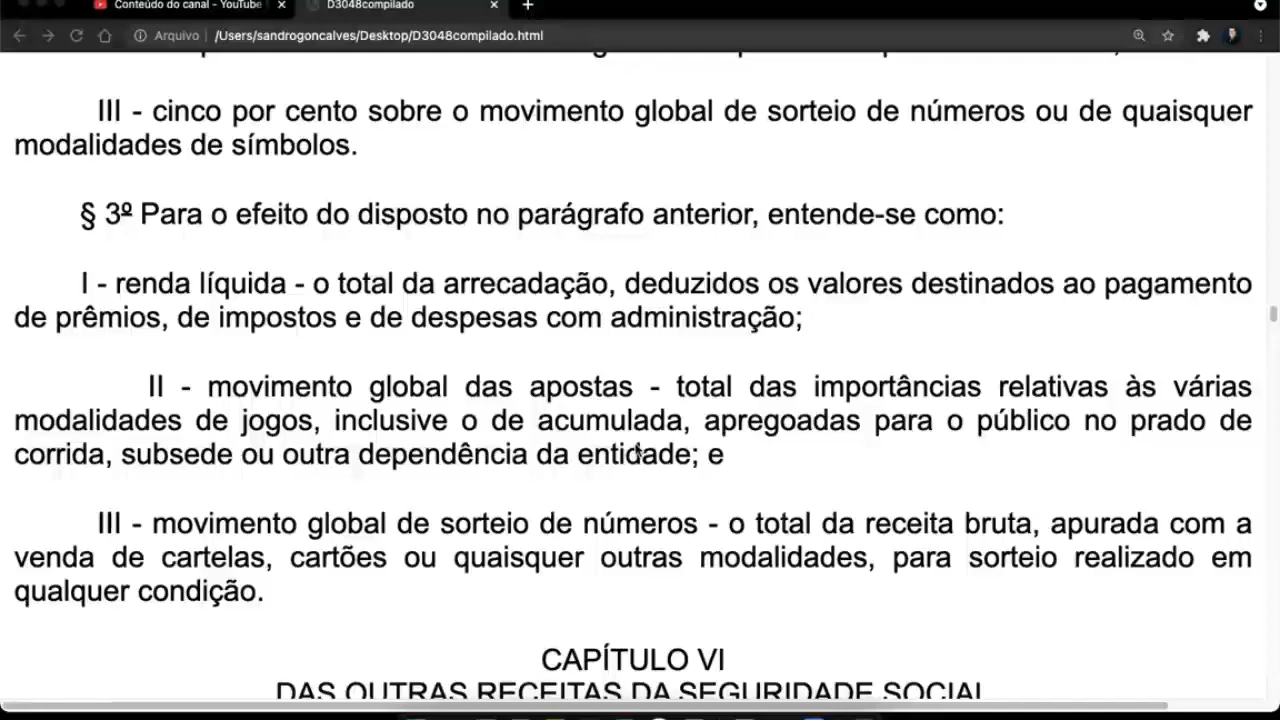 Conteúdo do canal - YouTube
D3048compilado
Arquivo /Users/sandrogoncalves/Desktop/D3048compilado.html
III - cinco por cento sobre o movimento global de sorteio de números ou de quaisquer
modalidades de símbolos.
§ 3º Para o efeito do disposto no parágrafo anterior, entende-se como:
I - renda líquida - o total da arrecadação, deduzidos os valores destinados ao pagamento
de prêmios, de impostos e de despesas com administração;
II - movimento global das apostas - total das importâncias relativas às várias
modalidades de jogos, inclusive o de acumulada, apregoadas para o público no prado de
corrida, subsede ou outra dependência da entidade; e
III - movimento global de sorteio de números - o total da receita bruta, apurada com a
venda de cartelas, cartões ou quaisquer outras modalidades, para sorteio realizado em
qualquer condição.
CAPÍTULO VI
DAS OUTRAS RECEITAS DA SEGURIDADE SOCIAL